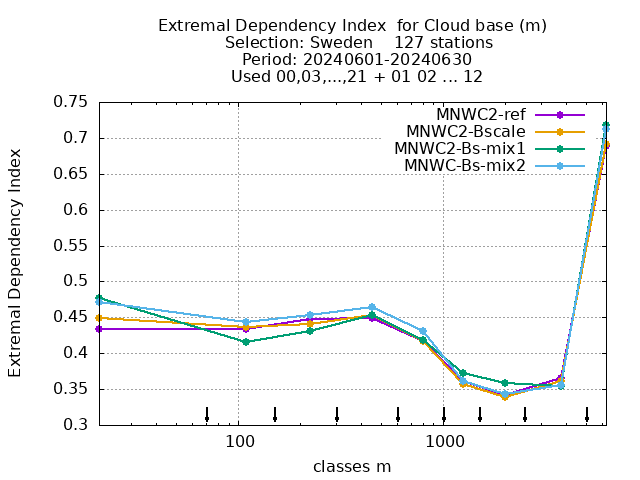 Extremal Dependency Index  for Cloud base (m)
Selection: Sweden    127 stations
Period: 20240601-20240630
Used 00,03,...,21 + 01 02 ... 12
Extremal Dependency Index
0.75
0.7
0.65
0.6
0.55
0.5
0.45
0.4
0.35
0.3
MNWC2-ref
MNWC2-Bscale
MNWC2-Bs-mix1
MNWC-Bs-mix2
100
1000
classes m